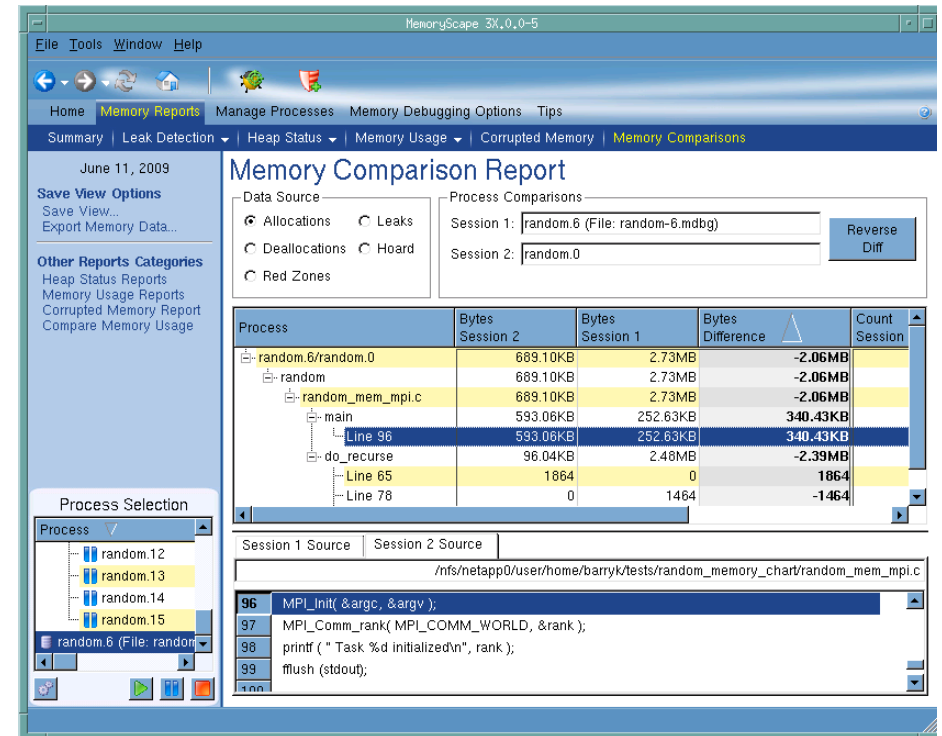 MemoryScape 3X.0.0-5
File Tools Window Help
Home Memory Reports Manage Processes Memory Debugging Options Tips
Summary | Leak Detection | Heap Status | Memory Usage | Corrupted Memory | Memory Comparisons
June 11, 2009
Save View Options
Save View...
Export Memory Data...
Other Reports Categories
Heap Status Reports
Memory Usage Reports
Corrupted Memory Report
Compare Memory Usage
Process Selection
Process
random.12
random.13
random.14
random.15
random.6 (File: random
Memory Comparison Report
Data Source
Allocations Leaks
Deallocations Hoard
Red Zones
Process Comparisons
Session 1: random.6 (File: random-6.mdbg)
Session 2: random.0
Reverse
Diff
Process Bytes Session 2 Bytes Session 1 Bytes Difference Count Session
random.6/random.0 689.10KB 2.73MB -2.06MB
random 689.10KB 2.73MB -2.06MB
random_mem_mpi.c 689.10KB 2.73MB -2.06MB
main 593.06KB 252.63KB 340.43KB
Line 96 593.06KB 252.63KB 340.43KB
do_recurse 96.04KB 2.48MB -2.39MB
Line 65 1864 0 1864
Line 78 0 1464 -1464
Session 1 Source Session 2 Source
/nfs/netapp0/user/home/barryk/tests/random_memory_chart/random_mem_mpi.c
96 MPI_Init( &argc, &argv );
97 MPI_Comm_rank( MPI_COMM_WORLD, &rank );
98 printf ( " Task %d initialized\n", rank );
99 fflush (stdout);
100